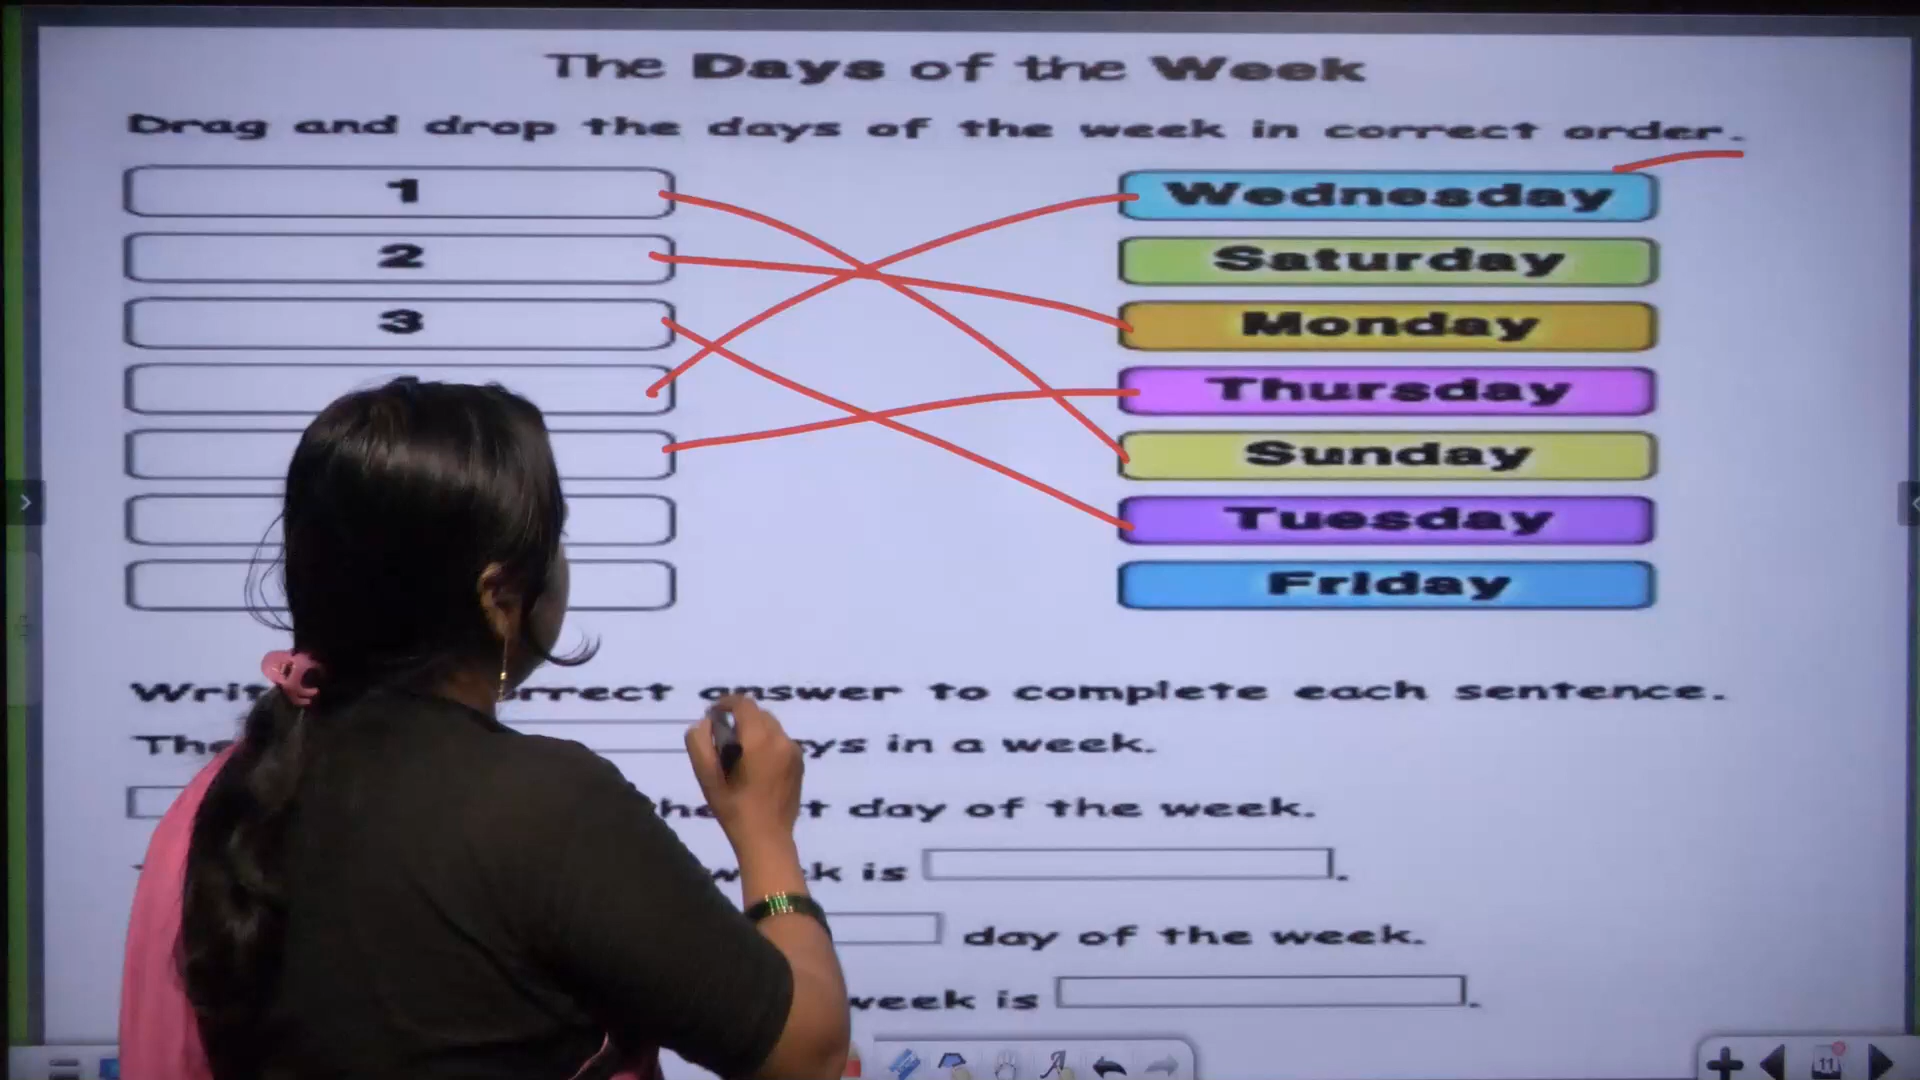 The Days of the Week
Drag and drop the days of the week in correct order.
1 Wednesday
2 Saturday
3 Monday
Thursday
Sunday
Tuesday
Friday
answer to complete each sentence.
in a week.
day of the week.
is .
day of the week.
week is .
11